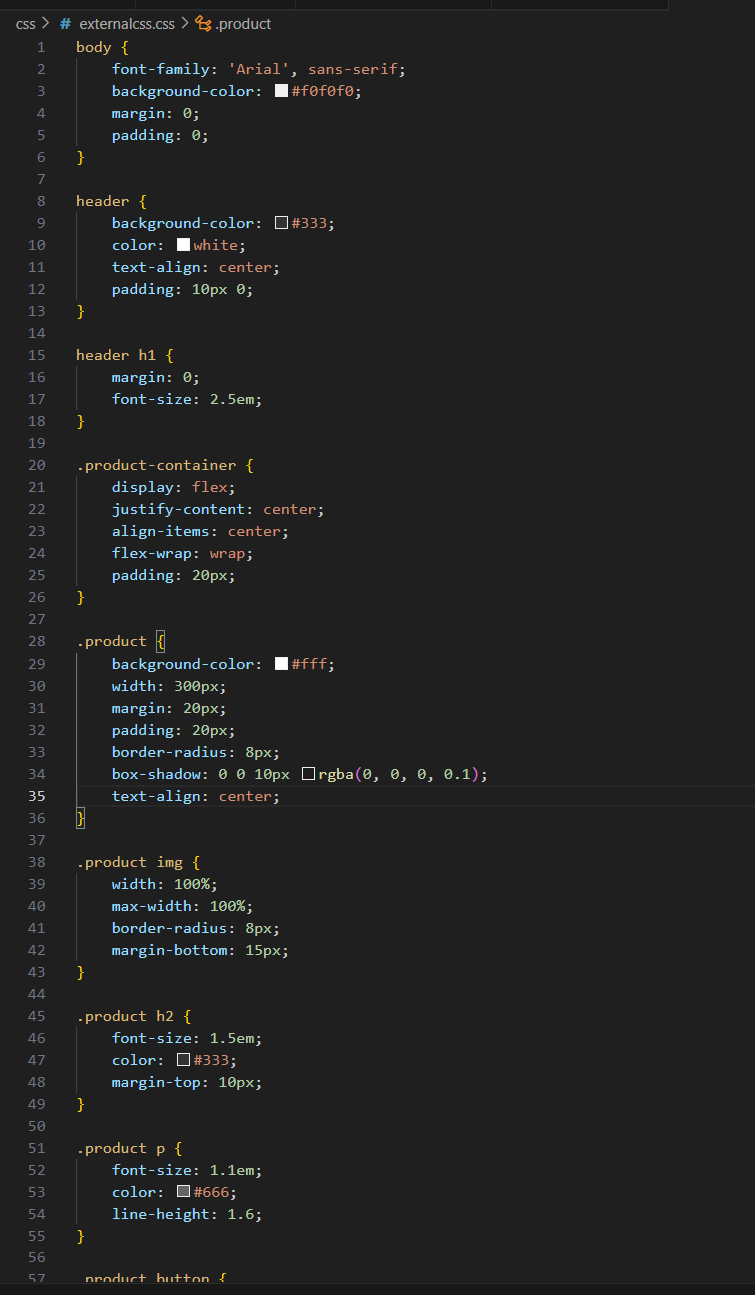 css > # externalcss.css > .product
1 body {
2 font-family: 'Arial', sans-serif;
3 background-color: #f0f0f0;
4 margin: 0;
5 padding: 0;
6 }
7
8 header {
9 background-color: #333;
10 color: white;
11 text-align: center;
12 padding: 10px 0;
13 }
14
15 header h1 {
16 margin: 0;
17 font-size: 2.5em;
18 }
19
20 .product-container {
21 display: flex;
22 justify-content: center;
23 align-items: center;
24 flex-wrap: wrap;
25 padding: 20px;
26 }
27
28 .product {
29 background-color: #fff;
30 width: 300px;
31 margin: 20px;
32 padding: 20px;
33 border-radius: 8px;
34 box-shadow: 0 0 10px rgba(0, 0, 0, 0.1);
35 text-align: center;
36 }
37
38 .product img {
39 width: 100%;
40 max-width: 100%;
41 border-radius: 8px;
42 margin-bottom: 15px;
43 }
44
45 .product h2 {
46 font-size: 1.5em;
47 color: #333;
48 margin-top: 10px;
49 }
50
51 .product p {
52 font-size: 1.1em;
53 color: #666;
54 line-height: 1.6;
55 }
56
57 .product button {